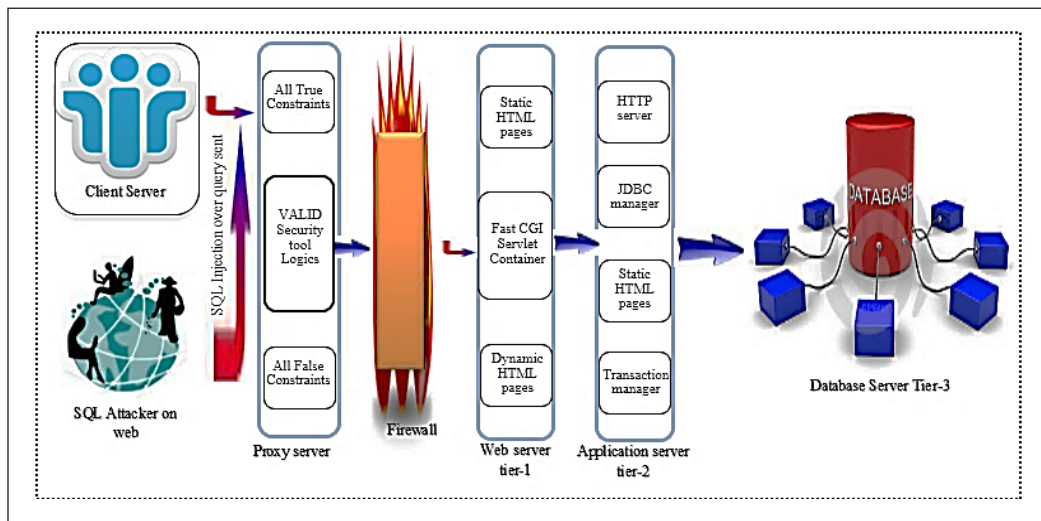 Client Server
SQL Attacker on
web
SQL Injection over query sent
All True
Constraints
VALID
Security
tool
Logics
All False
Constraints
Proxy server
Firewall
Static
HTML
pages
Fast CGI
Servlet
Container
Dynamic
HTML
pages
Web server
tier-1
HTTP
server
JDBC
manager
Static
HTML
pages
Transaction
manager
Application server
tier-2
DATABASE
Database Server Tier-3